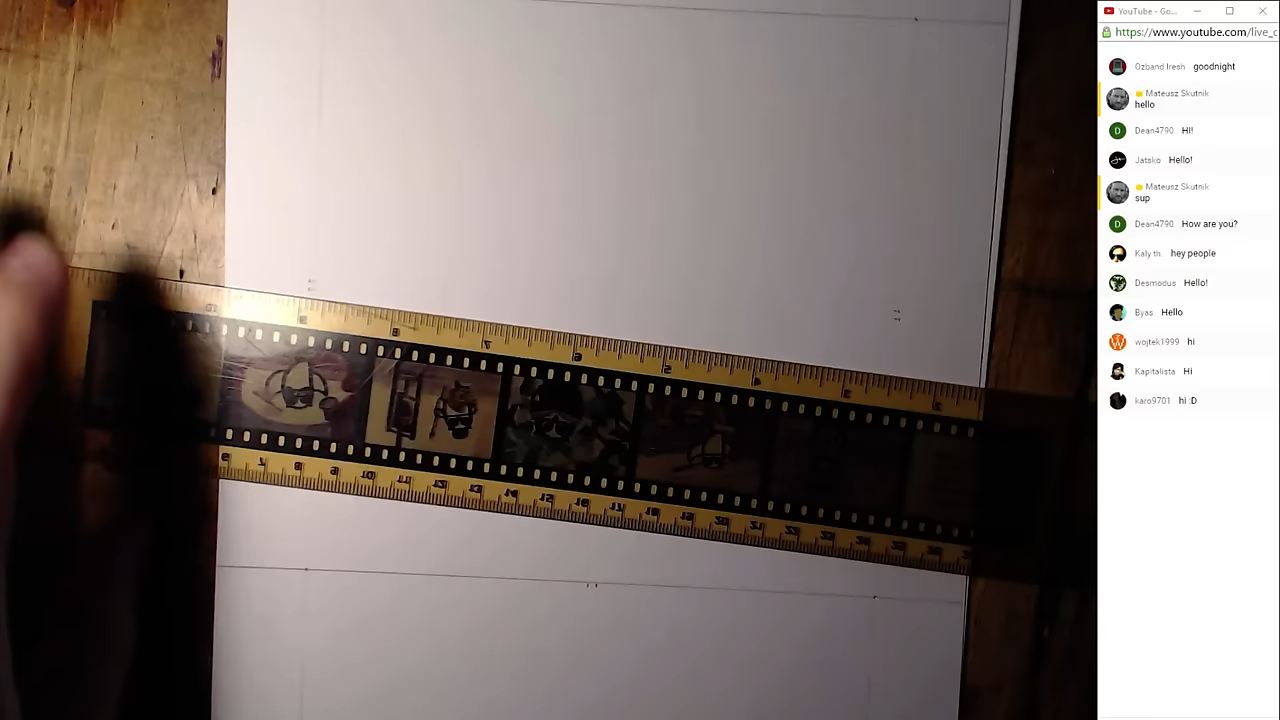 YouTube - Go...
https://www.youtube.com/live_c
Ozband Iresh goodnight
Mateusz Skutnik
hello
Dean4790 Hi!
Jatsko Hello!
Mateusz Skutnik
sup
Dean4790 How are you?
Kaly th. hey people
Desmodus Hello!
Byas Hello
wojtek1999 hi
Kapitalista Hi
karo9701 hi :D